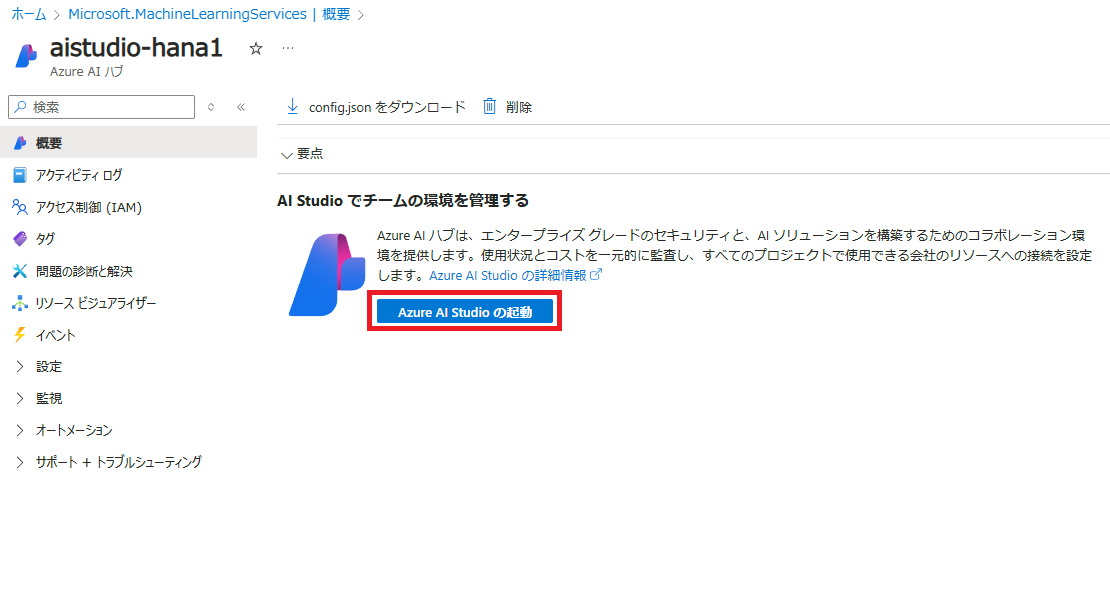 ホーム > Microsoft.MachineLearningServices | 概要 >
aistudio-hana1 ☆ …
Azure AI ハブ
検索
config.json をダウンロード 削除
概要
アクティビティ ログ
アクセス制御 (IAM)
タグ
問題の診断と解決
リソース ビジュアライザー
イベント
設定
監視
オートメーション
サポート + トラブルシューティング
要点
AI Studio でチームの環境を管理する
Azure AI ハブは、エンタープライズ グレードのセキュリティと、AI ソリューションを構築するためのコラボレーション環
境を提供します。使用状況とコストを一元的に監査し、すべてのプロジェクトで使用できる会社のリソースへの接続を設定
します。Azure AI Studio の詳細情報
Azure AI Studio の起動